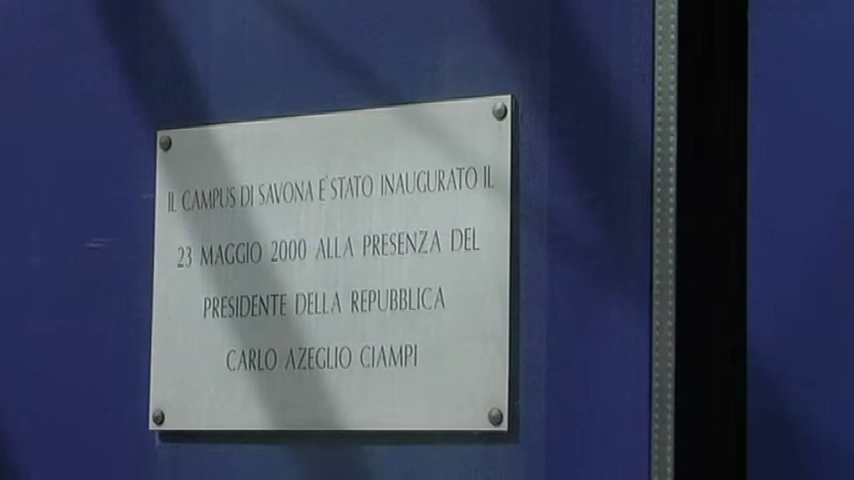 IL CAMPUS DI SAVONA E' STATO INAUGURATO IL
23 MAGGIO 2000 ALLA PRESENZA DEL
PRESIDENTE DELLA REPUBBLICA
CARLO AZEGLIO CIAMPI